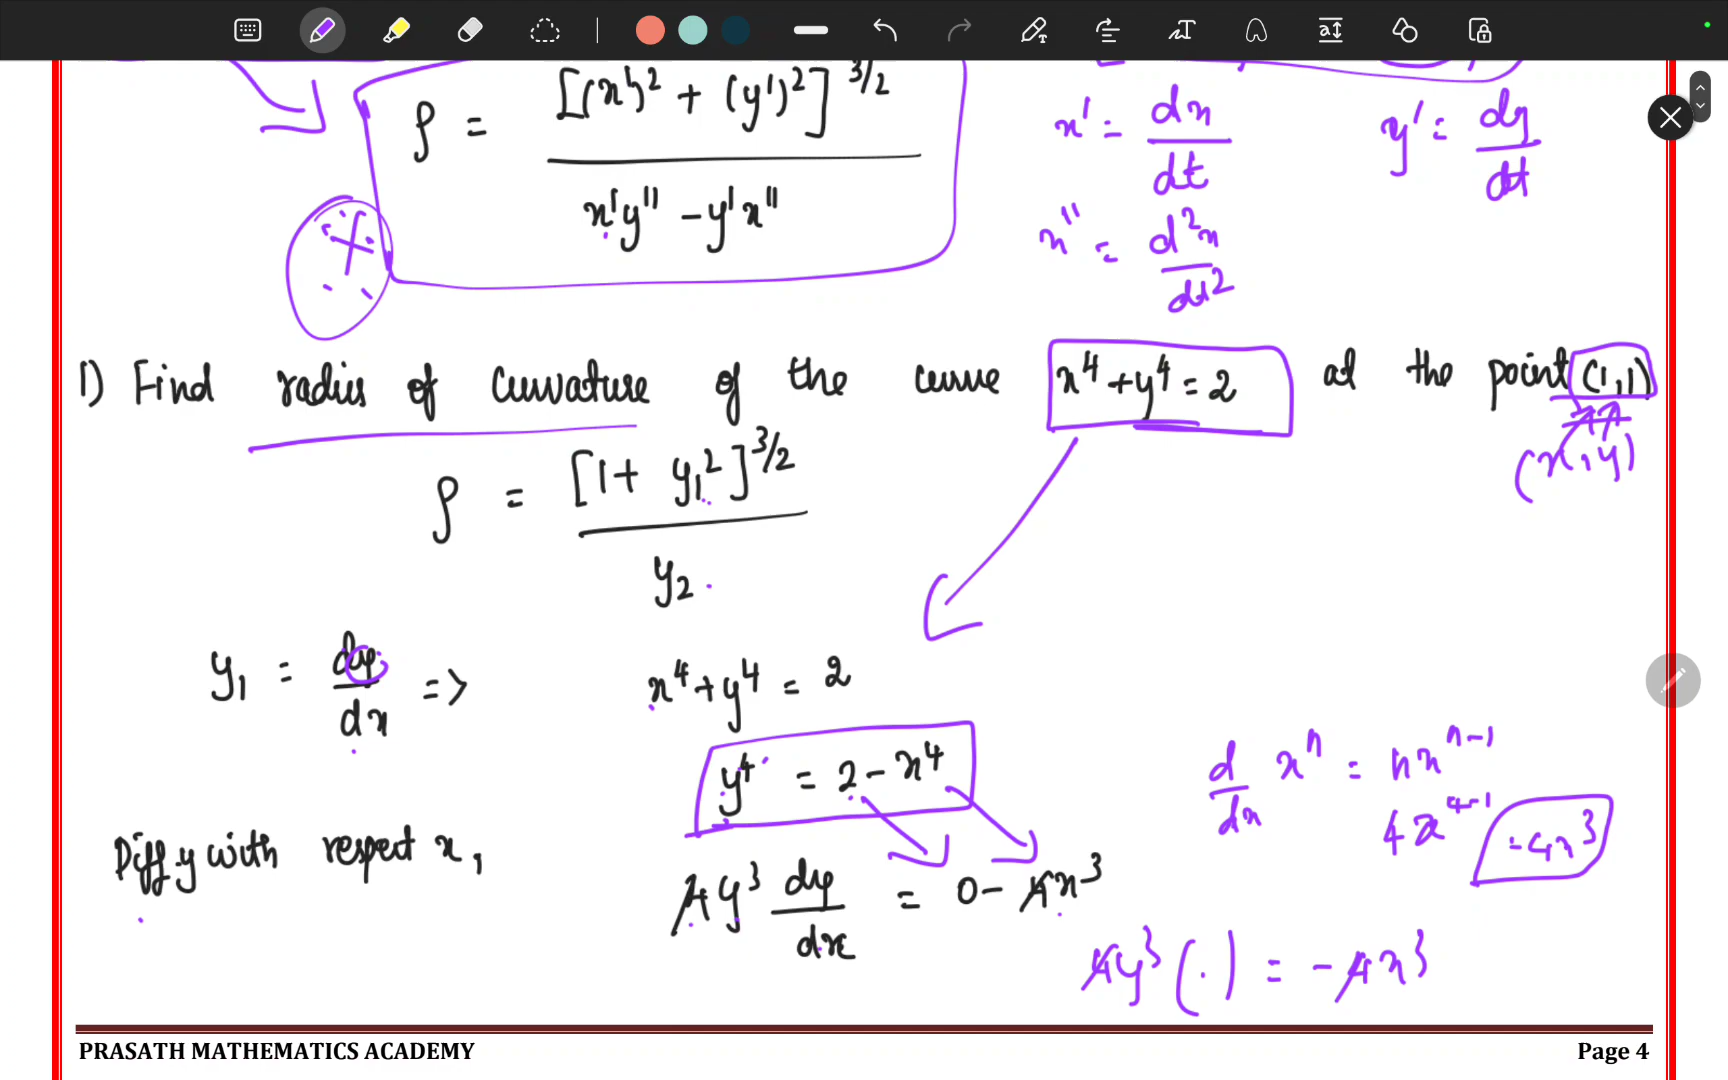 ρ = [(x')² + (y')²]^3/2 / x'y'' - y'x''
x' = dx/dt y' = dy/dt
x'' = d²x/dt²
1) Find radius of curvature of the curve x⁴+y⁴=2 at the point (1,1)
(x,y)
ρ = [1+ y₁²]^3/2 / y₂
y₁ = dy/dx => x⁴+y⁴ = 2
y⁴ = 2-x⁴
d/dx xⁿ = nx^n-1
4x^4-1 = 4x³
Diff y with respect x,
4y³ dy/dx = 0-4x³
4y³(.) = -4x³
PRASATH MATHEMATICS ACADEMY Page 4